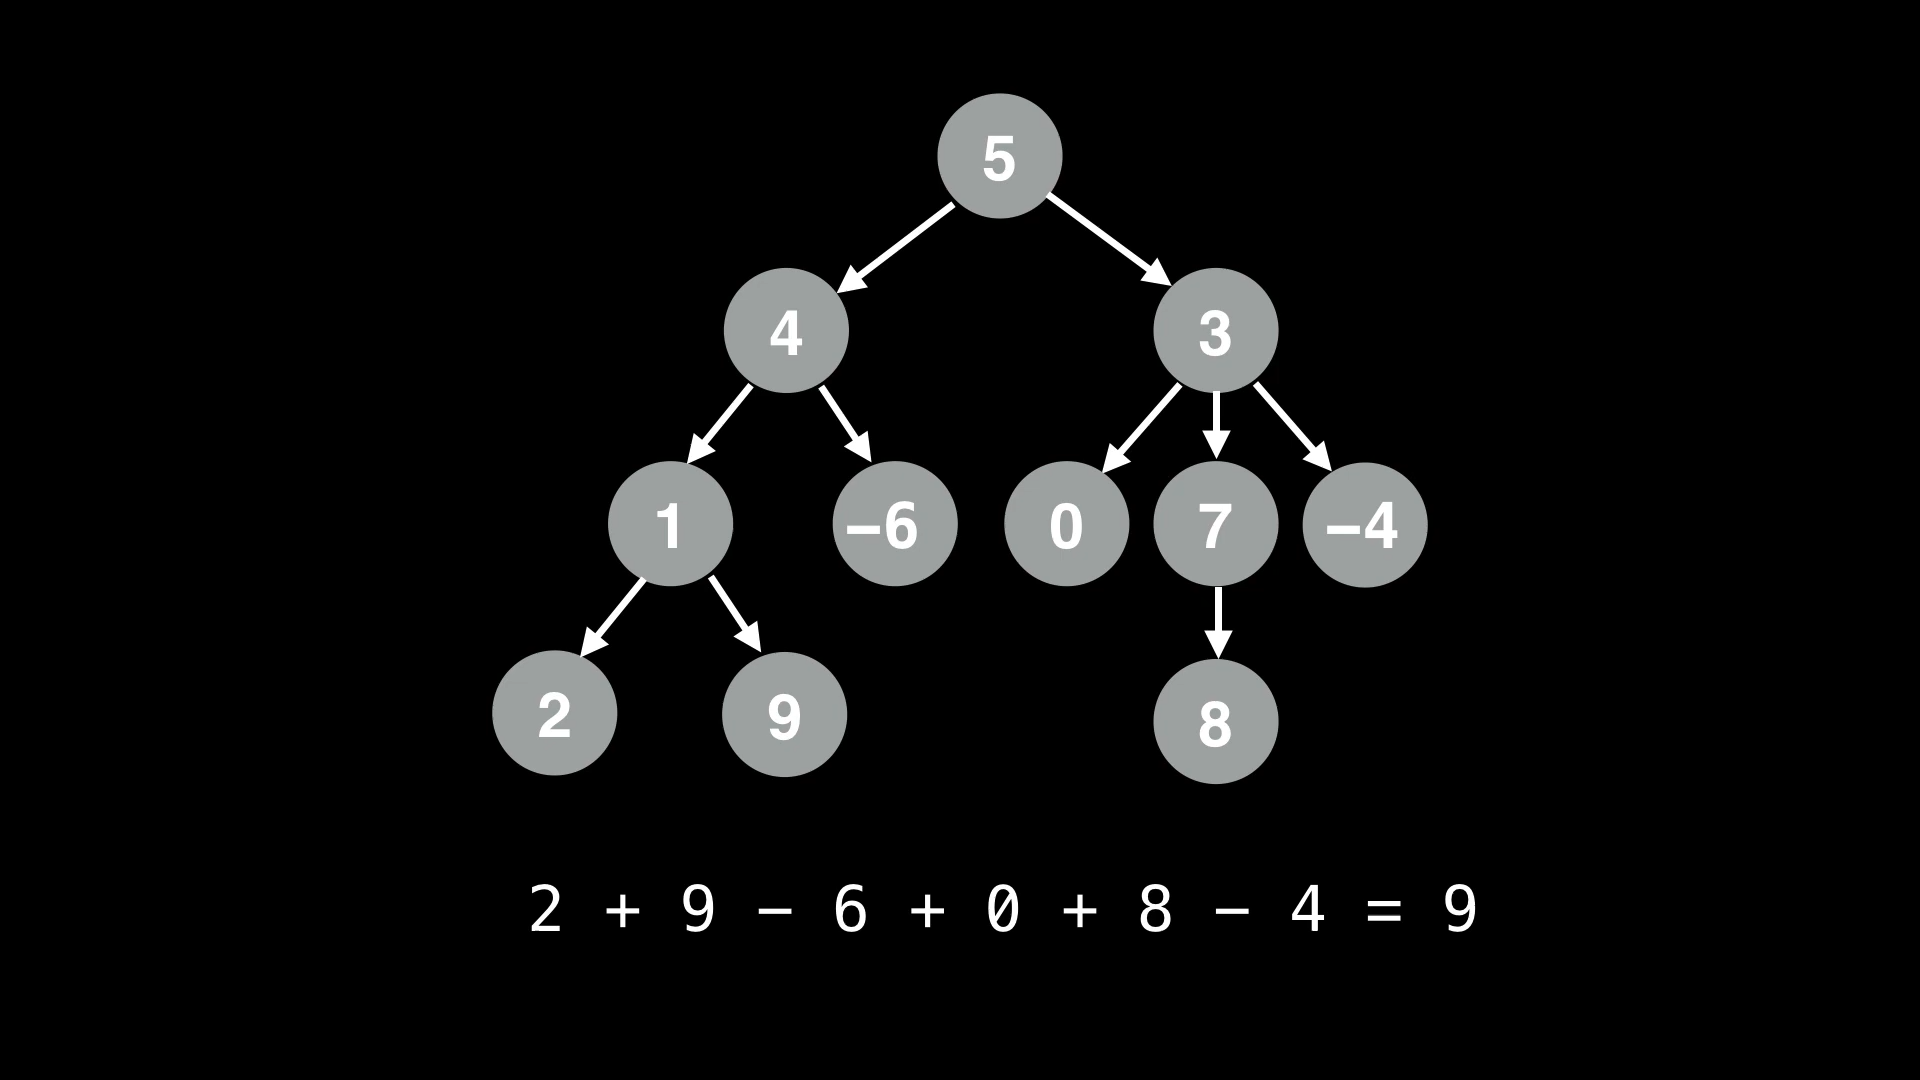 5
4 3
1 −6 0 7 −4
2 9 8
2 + 9 − 6 + 0 + 8 − 4 = 9